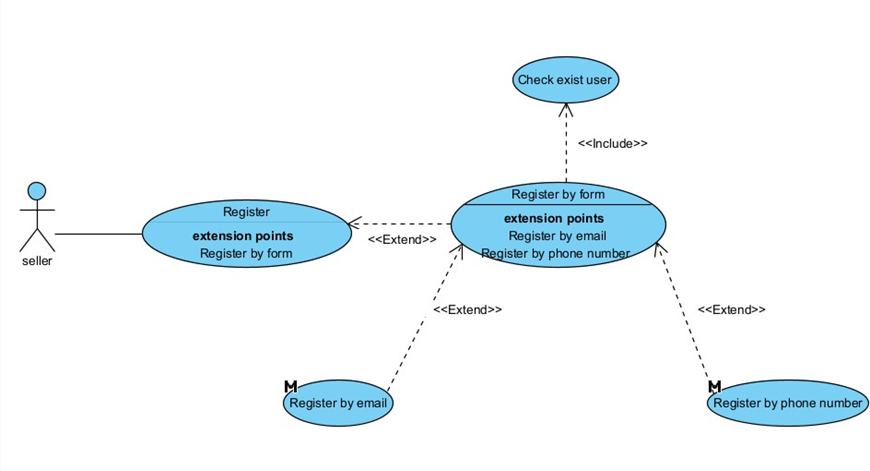 Check exist user
<<Include>>
Register by form
extension points
Register by email
Register by phone number
Register
extension points
Register by form
<<Extend>>
seller
<<Extend>>
<<Extend>>
M
Register by email
M
Register by phone number